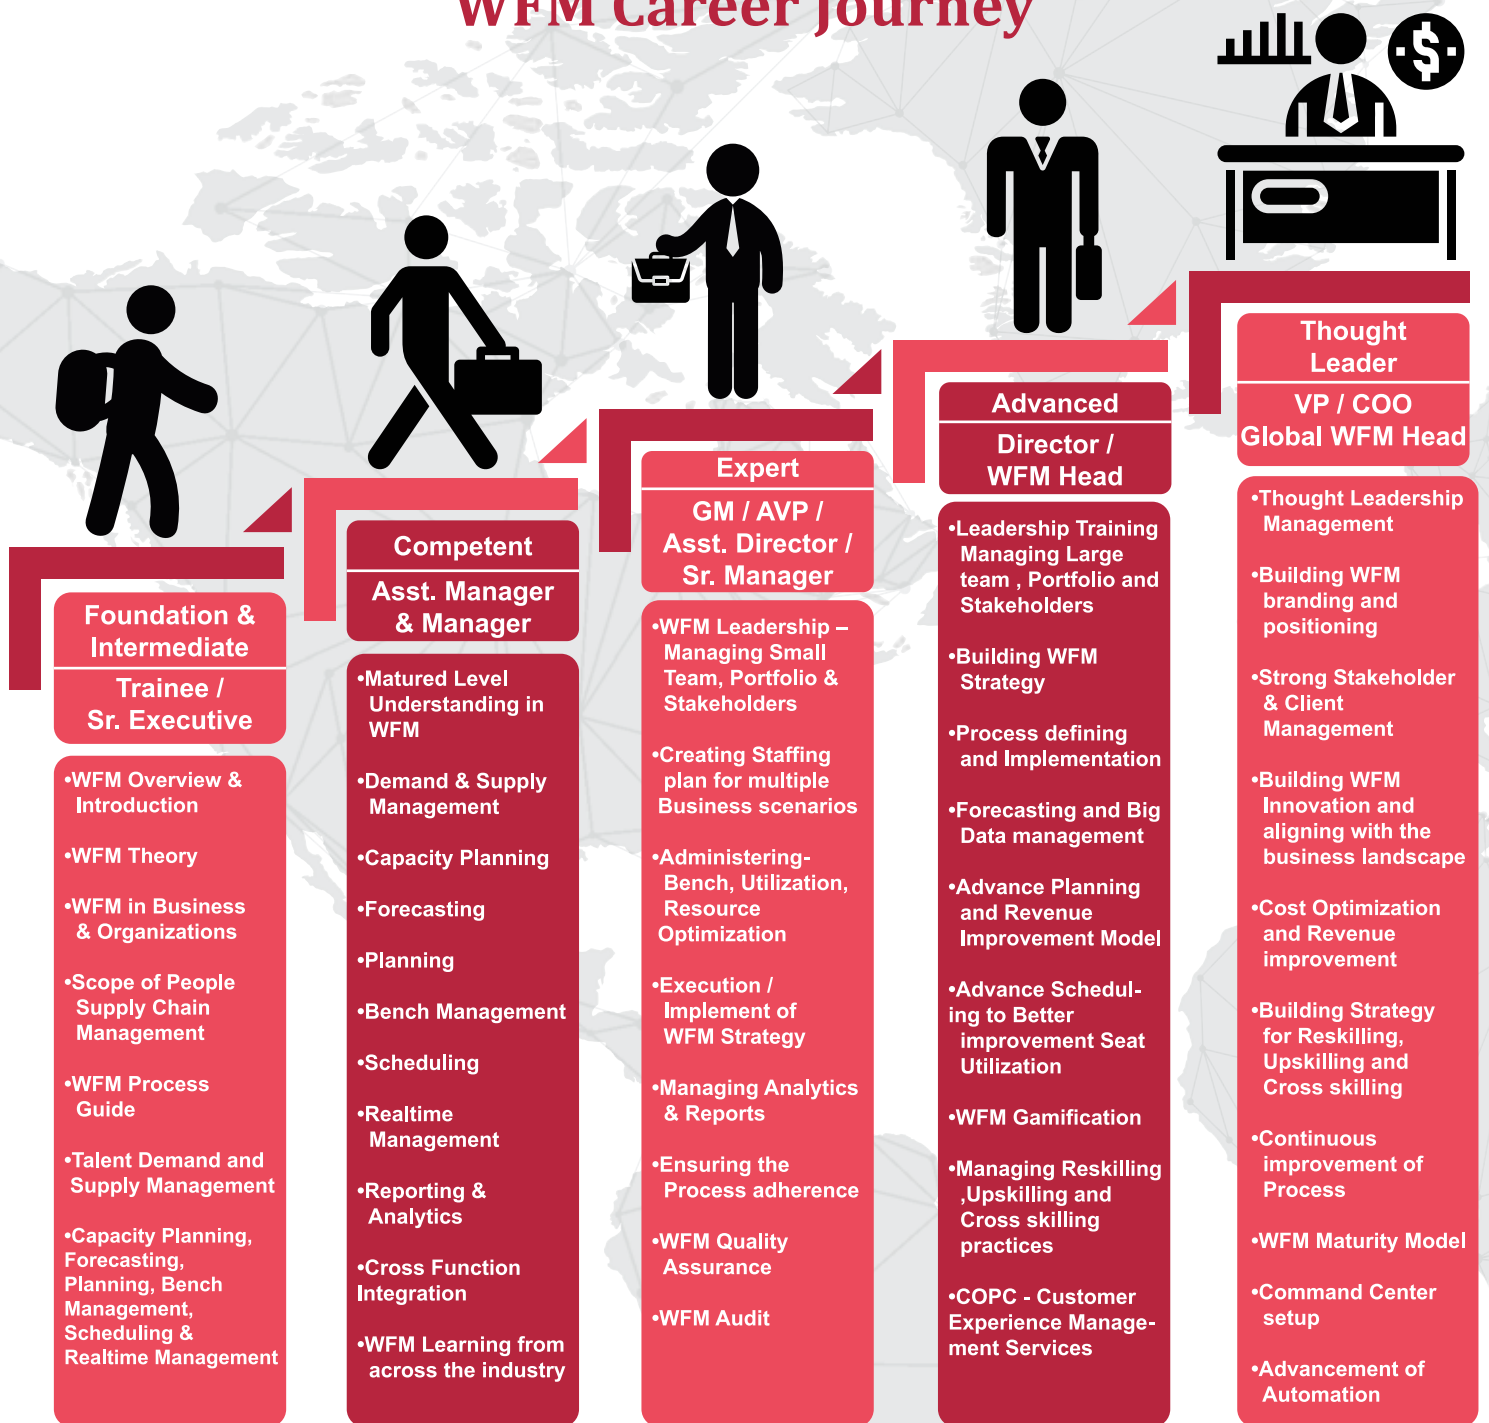 WFM Career Journey
Foundation &
Intermediate
Trainee /
Sr. Executive
•WFM Overview &
Introduction
•WFM Theory
•WFM in Business
& Organizations
•Scope of People
Supply Chain
Management
•WFM Process
Guide
•Talent Demand and
Supply Management
•Capacity Planning,
Forecasting,
Planning, Bench
Management,
Scheduling &
Realtime Management
Competent
Asst. Manager
& Manager
•Matured Level
Understanding in
WFM
•Demand & Supply
Management
•Capacity Planning
•Forecasting
•Planning
•Bench Management
•Scheduling
•Realtime
Management
•Reporting &
Analytics
•Cross Function
Integration
•WFM Learning from
across the industry
Expert
GM / AVP /
Asst. Director /
Sr. Manager
•WFM Leadership –
Managing Small
Team, Portfolio &
Stakeholders
•Creating Staffing
plan for multiple
Business scenarios
•Administering-
Bench, Utilization,
Resource
Optimization
•Execution /
Implement of
WFM Strategy
•Managing Analytics
& Reports
•Ensuring the
Process adherence
•WFM Quality
Assurance
•WFM Audit
Advanced
Director /
WFM Head
•Leadership Training
Managing Large
team , Portfolio and
Stakeholders
•Building WFM
Strategy
•Process defining
and Implementation
•Forecasting and Big
Data management
•Advance Planning
and Revenue
Improvement Model
•Advance Schedul-
ing to Better
improvement Seat
Utilization
•WFM Gamification
•Managing Reskilling
,Upskilling and
Cross skilling
practices
•COPC - Customer
Experience Manage-
ment Services
Thought
Leader
VP / COO
Global WFM Head
•Thought Leadership
Management
•Building WFM
branding and
positioning
•Strong Stakeholder
& Client
Management
•Building WFM
Innovation and
aligning with the
business landscape
•Cost Optimization
and Revenue
improvement
•Building Strategy
for Reskilling,
Upskilling and
Cross skilling
•Continuous
improvement of
Process
•WFM Maturity Model
•Command Center
setup
•Advancement of
Automation